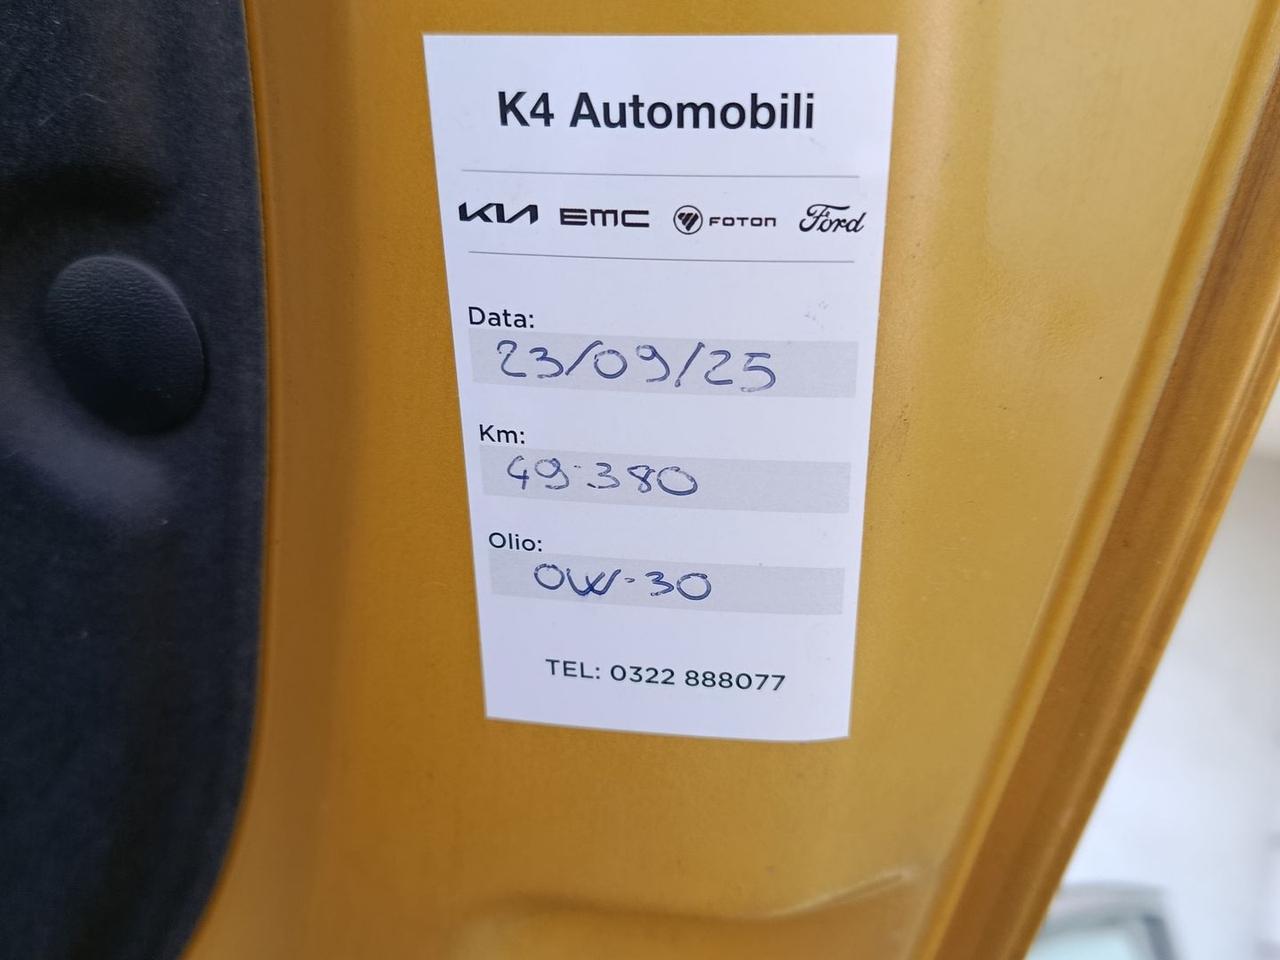 K4 Automobili
KIA EMC FOTON Ford
Data:
23/09/25
Km:
49.380
Olio:
0W-30
TEL: 0322 888077